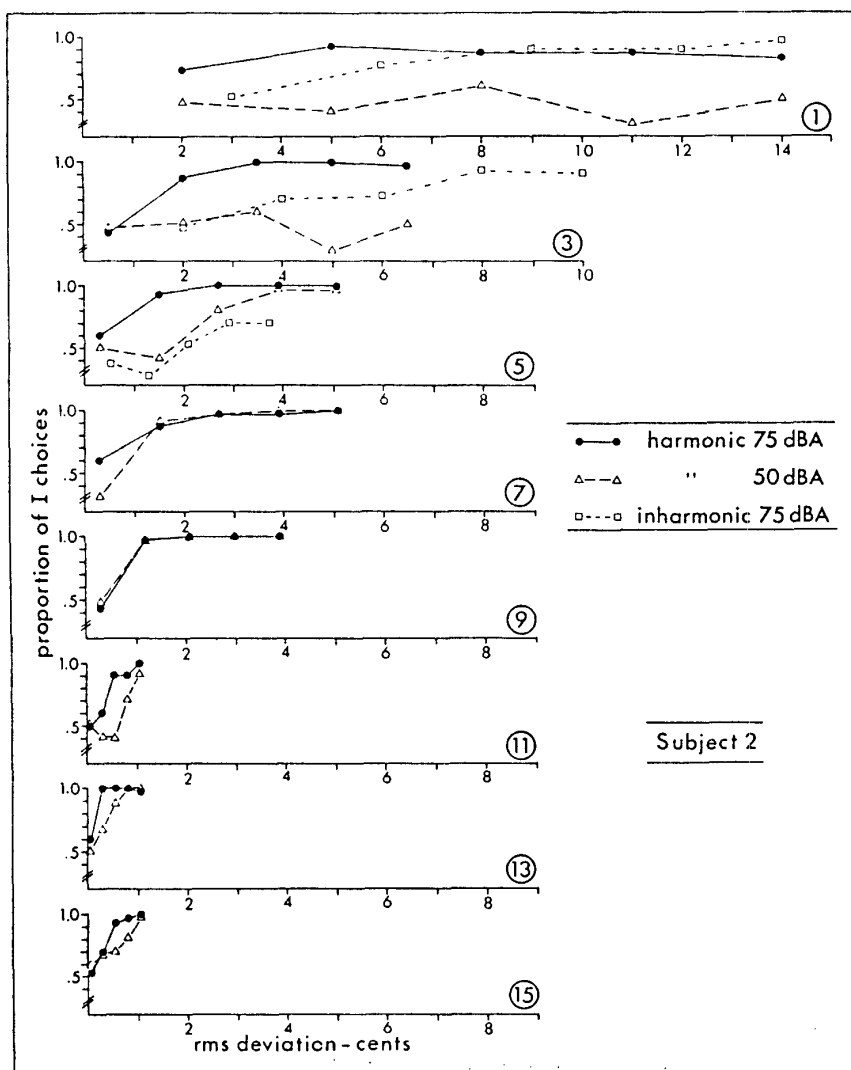 1.0
.5
2 4 6 8 10 12 14
①
1.0
.5
2 4 6 8 10
③
1.0
.5
2 4 6 8
⑤
1.0
.5
2 4 6 8
⑦
1.0
.5
2 4 6 8
⑨
1.0
.5
2 4 6 8
⑪
1.0
.5
2 4 6 8
⑬
1.0
.5
2 4 6 8
⑮
proportion of I choices
rms deviation - cents
harmonic 75 dBA
" 50 dBA
inharmonic 75 dBA
Subject 2